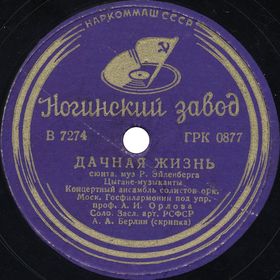 НАРКОММАШ СССР
Ногинский завод
В 7274 ГРК 0877
ДАЧНАЯ ЖИЗНЬ
сюита. муз Р. Эйленберга
Цыгане-музыканты
Концертный ансамбль солистов орк.
Моск. Госфилармонии под упр.
проф. А. И. Орлова
Соло. Засл. арт. РСФСР
А. А. Берлин (скрипка)